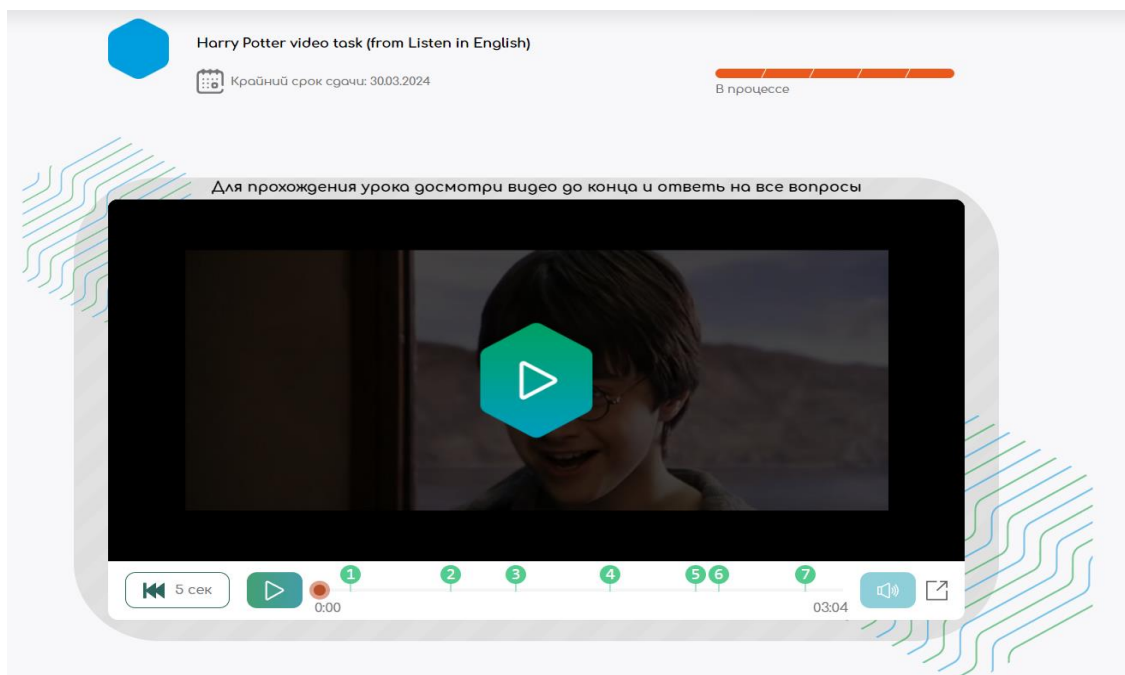 Harry Potter video task (from Listen in English)
Крайний срок сдачи: 30.03.2024
В процессе
Для прохождения урока досмотри видео до конца и ответь на все вопросы
1 2 3 4 5 6 7
5 сек
0:00 03:04